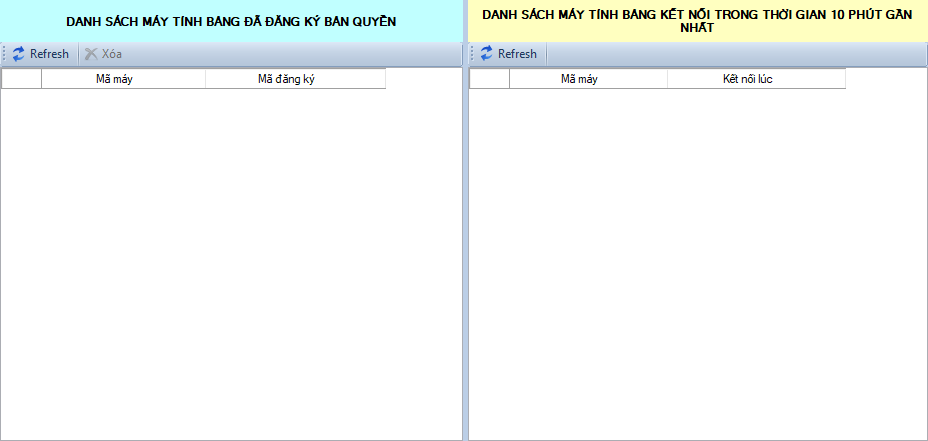 DANH SÁCH MÁY TÍNH BẢNG ĐÃ ĐĂNG KÝ BẢN QUYỀN
Refresh Xóa
Mã máy Mã đăng ký
DANH SÁCH MÁY TÍNH BẢNG KẾT NỐI TRONG THỜI GIAN 10 PHÚT GẦN
NHẤT
Refresh
Mã máy Kết nối lúc